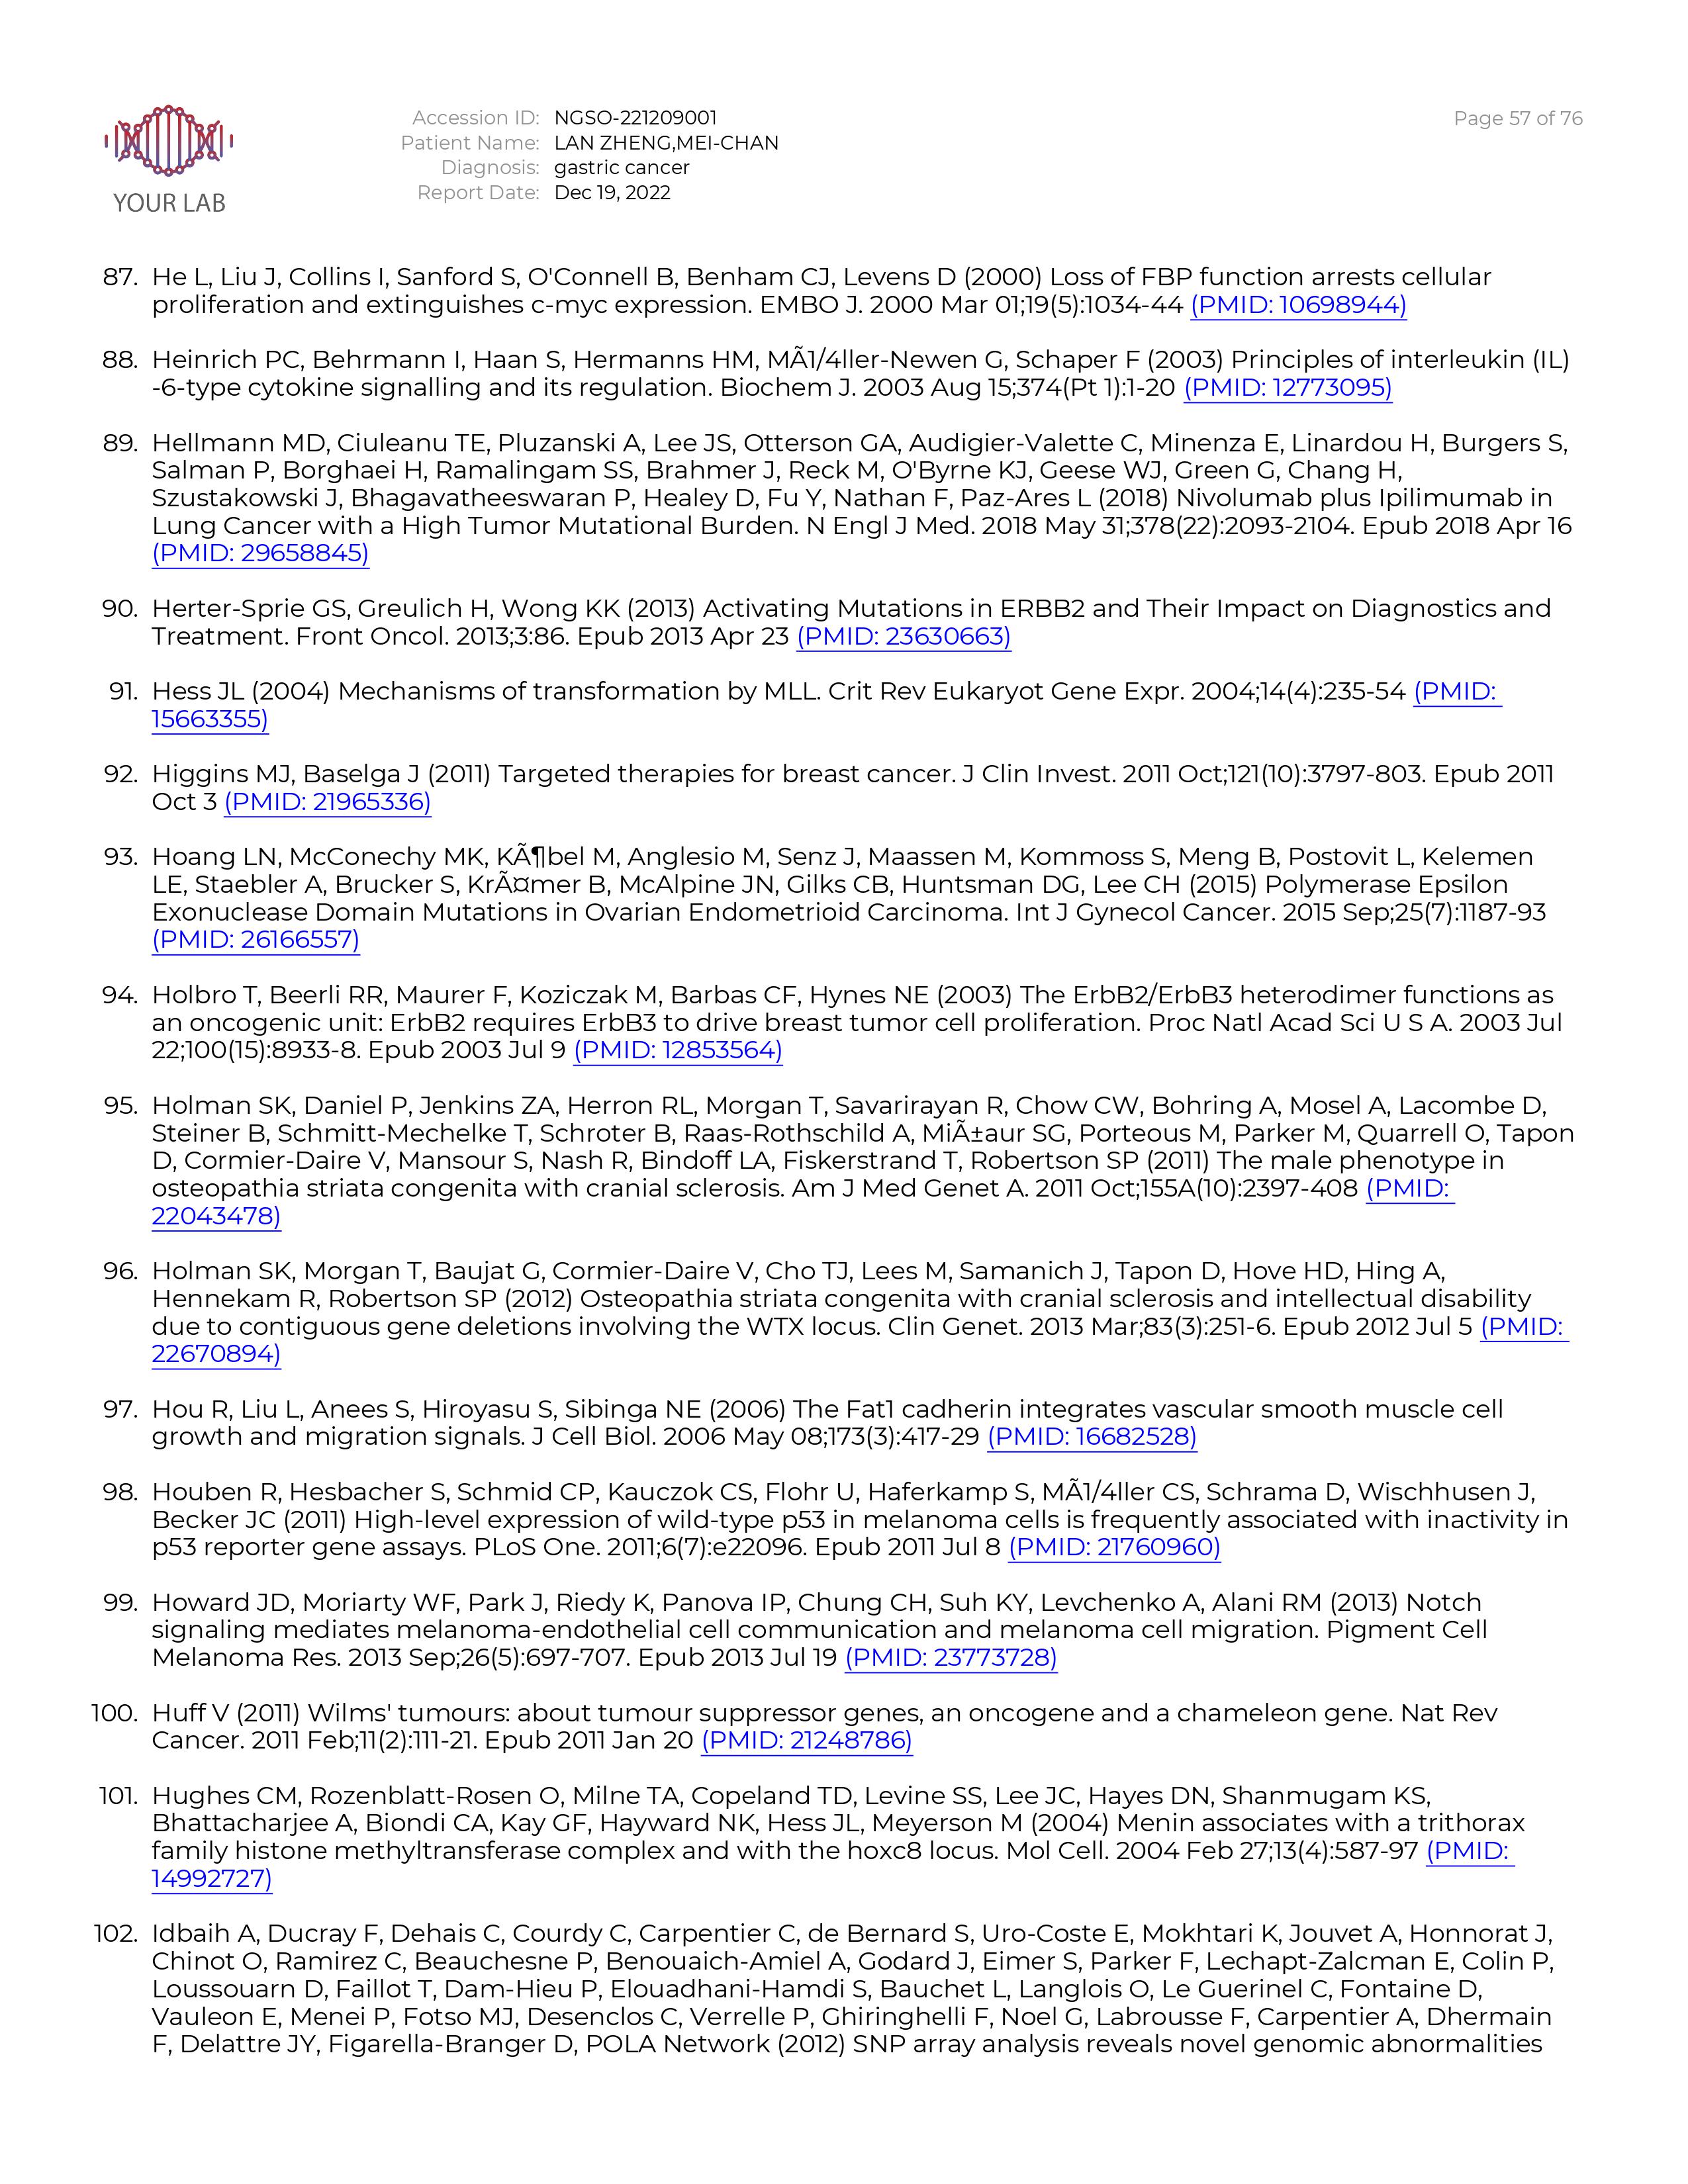 YOUR LAB
Accession ID: NGSO-221209001
Patient Name: LAN ZHENG,MEI-CHAN
Diagnosis: gastric cancer
Report Date: Dec 19, 2022
Page 57 of 76
87. He L, Liu J, Collins I, Sanford S, O'Connell B, Benham CJ, Levens D (2000) Loss of FBP function arrests cellular
proliferation and extinguishes c-myc expression. EMBO J. 2000 Mar 01;19(5):1034-44 (PMID: 10698944)
88. Heinrich PC, Behrmann I, Haan S, Hermanns HM, MÃ1/4ller-Newen G, Schaper F (2003) Principles of interleukin (IL)
-6-type cytokine signalling and its regulation. Biochem J. 2003 Aug 15;374(Pt 1):1-20 (PMID: 12773095)
89. Hellmann MD, Ciuleanu TE, Pluzanski A, Lee JS, Otterson GA, Audigier-Valette C, Minenza E, Linardou H, Burgers S,
Salman P, Borghaei H, Ramalingam SS, Brahmer J, Reck M, O'Byrne KJ, Geese WJ, Green G, Chang H,
Szustakowski J, Bhagavatheeswaran P, Healey D, Fu Y, Nathan F, Paz-Ares L (2018) Nivolumab plus Ipilimumab in
Lung Cancer with a High Tumor Mutational Burden. N Engl J Med. 2018 May 31;378(22):2093-2104. Epub 2018 Apr 16
(PMID: 29658845)
90. Herter-Sprie GS, Greulich H, Wong KK (2013) Activating Mutations in ERBB2 and Their Impact on Diagnostics and
Treatment. Front Oncol. 2013;3:86. Epub 2013 Apr 23 (PMID: 23630663)
91. Hess JL (2004) Mechanisms of transformation by MLL. Crit Rev Eukaryot Gene Expr. 2004;14(4):235-54 (PMID:
15663355)
92. Higgins MJ, Baselga J (2011) Targeted therapies for breast cancer. J Clin Invest. 2011 Oct;121(10):3797-803. Epub 2011
Oct 3 (PMID: 21965336)
93. Hoang LN, McConechy MK, KÃ¶bel M, Anglesio M, Senz J, Maassen M, Kommoss S, Meng B, Postovit L, Kelemen
LE, Staebler A, Brucker S, KrÃ¤mer B, McAlpine JN, Gilks CB, Huntsman DG, Lee CH (2015) Polymerase Epsilon
Exonuclease Domain Mutations in Ovarian Endometrioid Carcinoma. Int J Gynecol Cancer. 2015 Sep;25(7):1187-93
(PMID: 26166557)
94. Holbro T, Beerli RR, Maurer F, Koziczak M, Barbas CF, Hynes NE (2003) The ErbB2/ErbB3 heterodimer functions as
an oncogenic unit: ErbB2 requires ErbB3 to drive breast tumor cell proliferation. Proc Natl Acad Sci U S A. 2003 Jul
22;100(15):8933-8. Epub 2003 Jul 9 (PMID: 12853564)
95. Holman SK, Daniel P, Jenkins ZA, Herron RL, Morgan T, Savarirayan R, Chow CW, Bohring A, Mosel A, Lacombe D,
Steiner B, Schmitt-Mechelke T, Schroter B, Raas-Rothschild A, MiÃ±aur SG, Porteous M, Parker M, Quarrell O, Tapon
D, Cormier-Daire V, Mansour S, Nash R, Bindoff LA, Fiskerstrand T, Robertson SP (2011) The male phenotype in
osteopathia striata congenita with cranial sclerosis. Am J Med Genet A. 2011 Oct;155A(10):2397-408 (PMID:
22043478)
96. Holman SK, Morgan T, Baujat G, Cormier-Daire V, Cho TJ, Lees M, Samanich J, Tapon D, Hove HD, Hing A,
Hennekam R, Robertson SP (2012) Osteopathia striata congenita with cranial sclerosis and intellectual disability
due to contiguous gene deletions involving the WTX locus. Clin Genet. 2013 Mar;83(3):251-6. Epub 2012 Jul 5 (PMID:
22670894)
97. Hou R, Liu L, Anees S, Hiroyasu S, Sibinga NE (2006) The Fat1 cadherin integrates vascular smooth muscle cell
growth and migration signals. J Cell Biol. 2006 May 08;173(3):417-29 (PMID: 16682528)
98. Houben R, Hesbacher S, Schmid CP, Kauczok CS, Flohr U, Haferkamp S, MÃ1/4ller CS, Schrama D, Wischhusen J,
Becker JC (2011) High-level expression of wild-type p53 in melanoma cells is frequently associated with inactivity in
p53 reporter gene assays. PLoS One. 2011;6(7):e22096. Epub 2011 Jul 8 (PMID: 21760960)
99. Howard JD, Moriarty WF, Park J, Riedy K, Panova IP, Chung CH, Suh KY, Levchenko A, Alani RM (2013) Notch
signaling mediates melanoma-endothelial cell communication and melanoma cell migration. Pigment Cell
Melanoma Res. 2013 Sep;26(5):697-707. Epub 2013 Jul 19 (PMID: 23773728)
100. Huff V (2011) Wilms' tumours: about tumour suppressor genes, an oncogene and a chameleon gene. Nat Rev
Cancer. 2011 Feb;11(2):111-21. Epub 2011 Jan 20 (PMID: 21248786)
101. Hughes CM, Rozenblatt-Rosen O, Milne TA, Copeland TD, Levine SS, Lee JC, Hayes DN, Shanmugam KS,
Bhattacharjee A, Biondi CA, Kay GF, Hayward NK, Hess JL, Meyerson M (2004) Menin associates with a trithorax
family histone methyltransferase complex and with the hoxc8 locus. Mol Cell. 2004 Feb 27;13(4):587-97 (PMID:
14992727)
102. Idbaih A, Ducray F, Dehais C, Courdy C, Carpentier C, de Bernard S, Uro-Coste E, Mokhtari K, Jouvet A, Honnorat J,
Chinot O, Ramirez C, Beauchesne P, Benouaich-Amiel A, Godard J, Eimer S, Parker F, Lechapt-Zalcman E, Colin P,
Loussouarn D, Faillot T, Dam-Hieu P, Elouadhani-Hamdi S, Bauchet L, Langlois O, Le Guerinel C, Fontaine D,
Vauleon E, Menei P, Fotso MJ, Desenclos C, Verrelle P, Ghiringhelli F, Noel G, Labrousse F, Carpentier A, Dhermain
F, Delattre JY, Figarella-Branger D, POLA Network (2012) SNP array analysis reveals novel genomic abnormalities